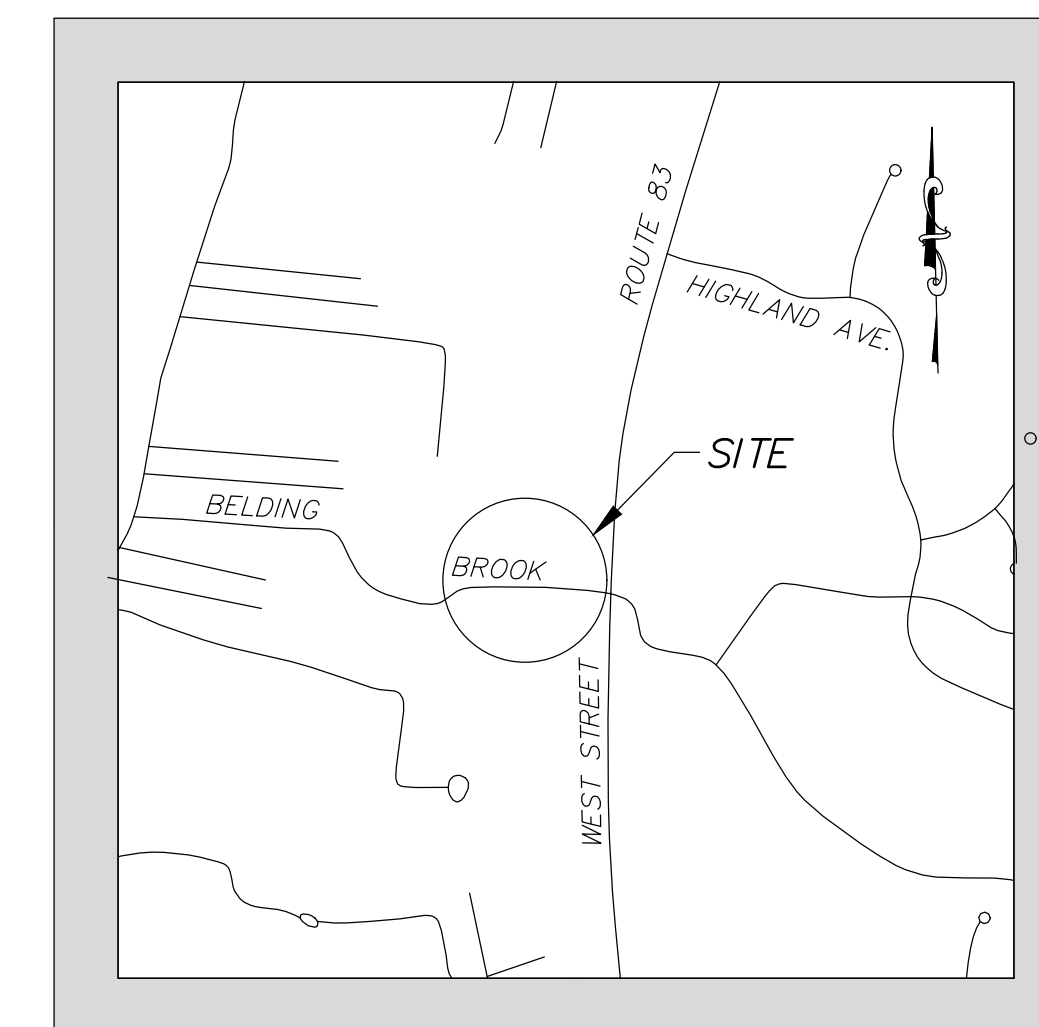 ROUTE 83
HIGHLAND AVE.
SITE
BELDING
BROOK
WEST STREET